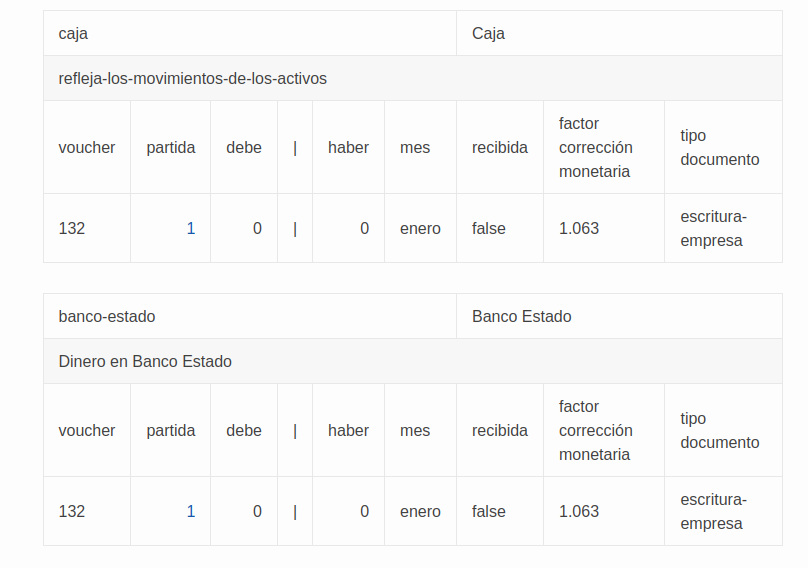 caja Caja
refleja-los-movimientos-de-los-activos
voucher partida debe | haber mes recibida factor corrección monetaria tipo documento
132 1 0 | 0 enero false 1.063 escritura-empresa
banco-estado Banco Estado
Dinero en Banco Estado
voucher partida debe | haber mes recibida factor corrección monetaria tipo documento
132 1 0 | 0 enero false 1.063 escritura-empresa